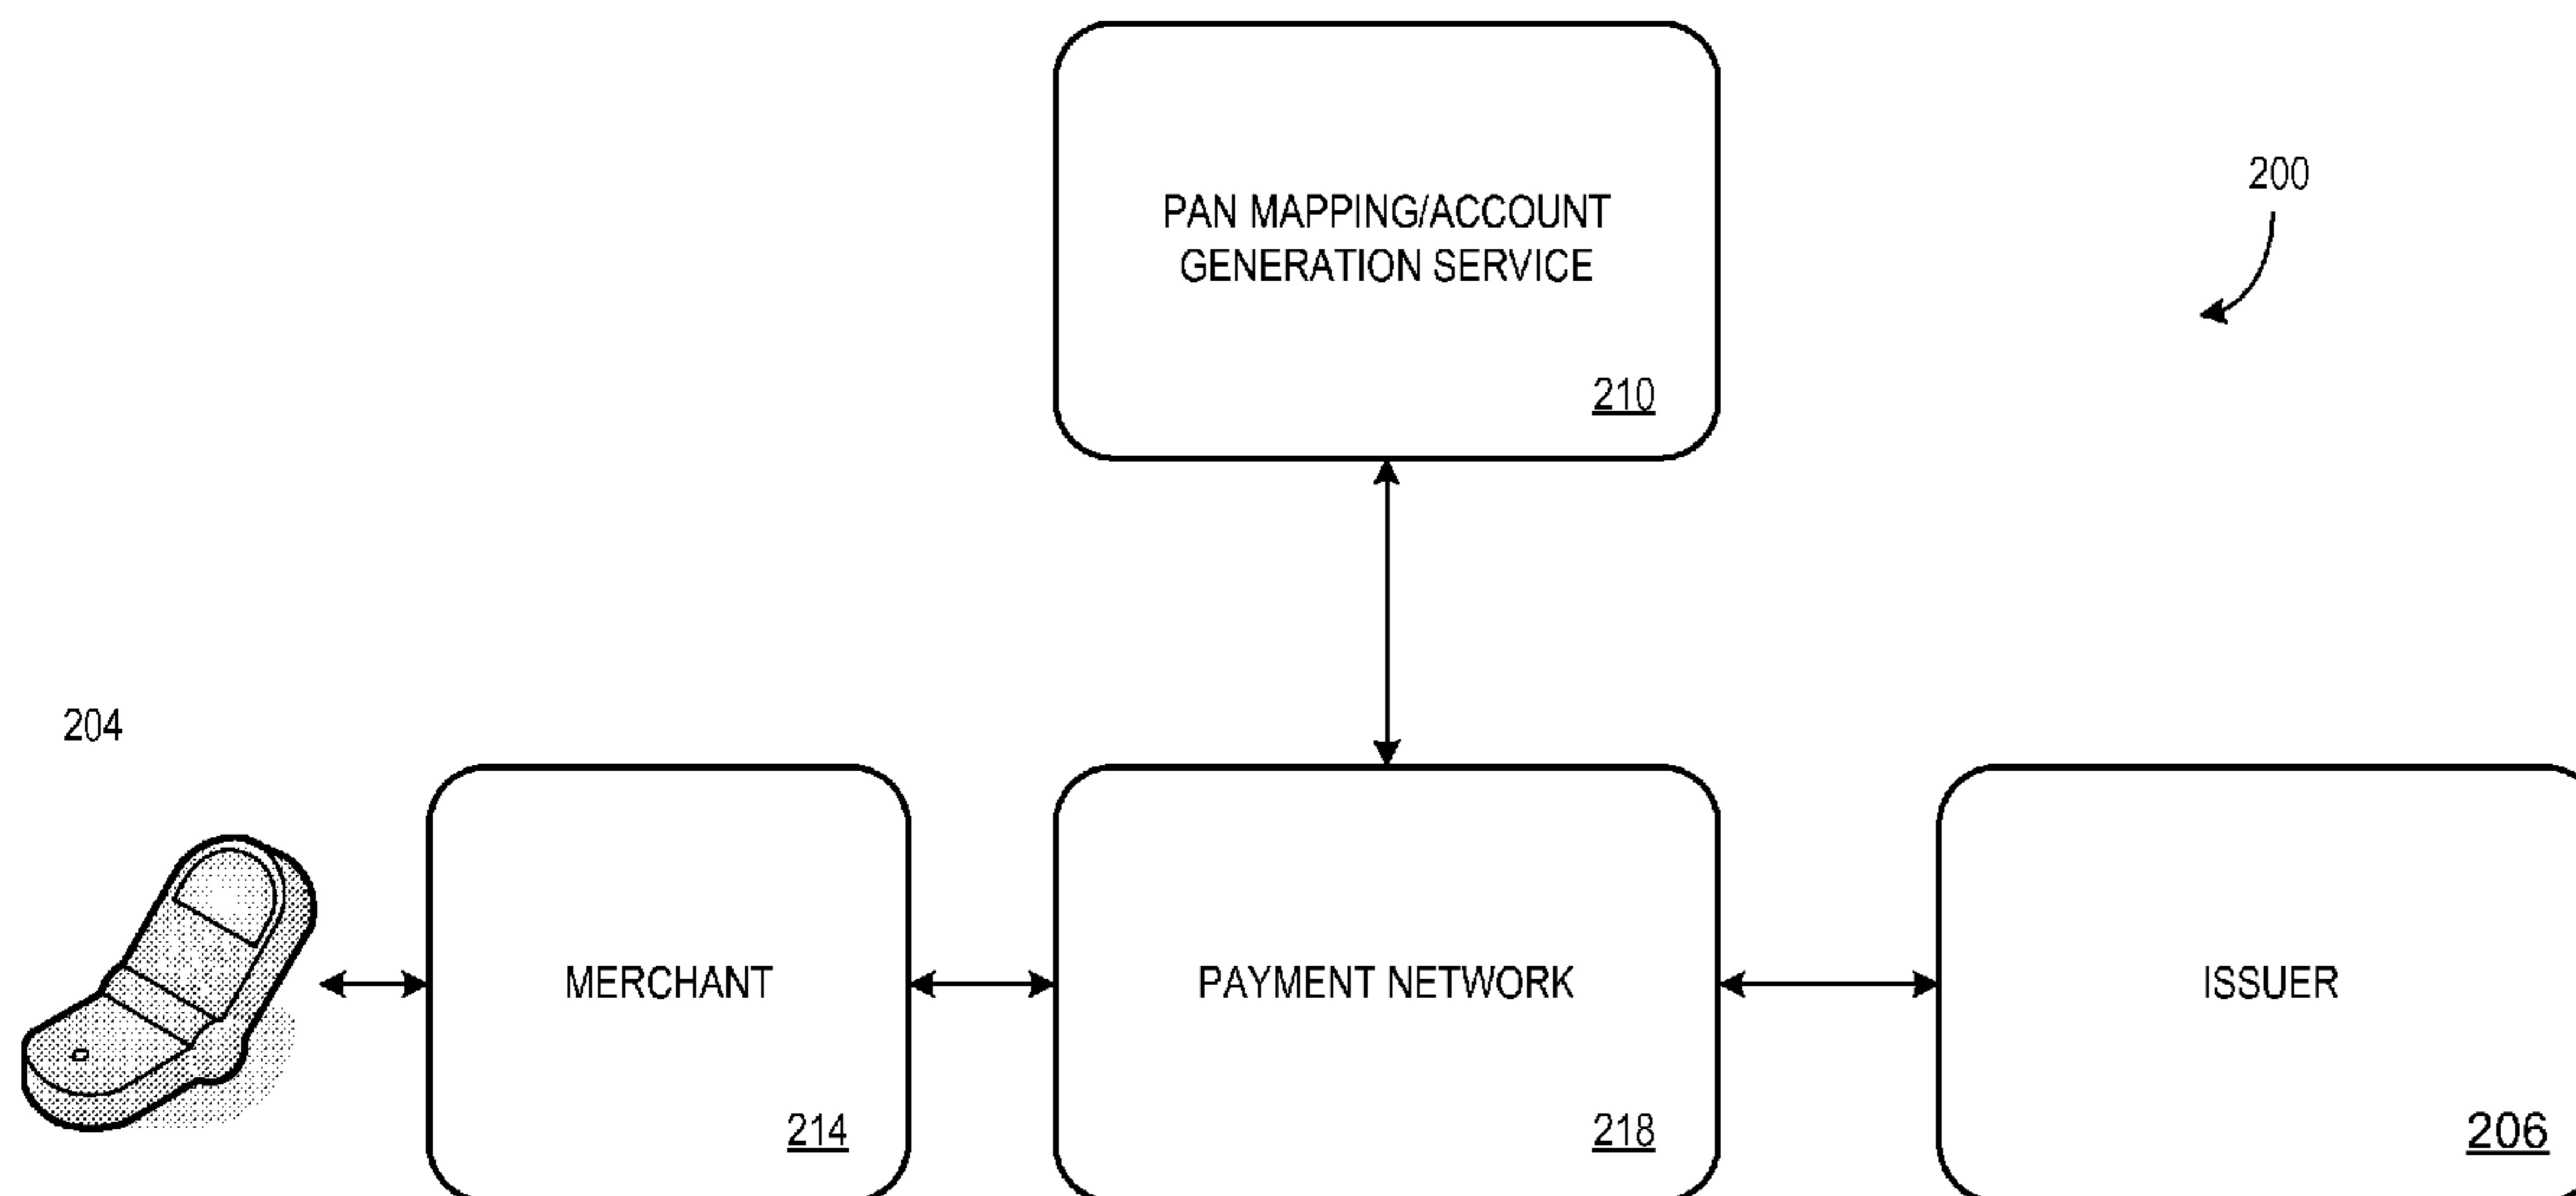 PAN MAPPING/ACCOUNT
GENERATION SERVICE
210
200
204
MERCHANT
214
PAYMENT NETWORK
218
ISSUER
206